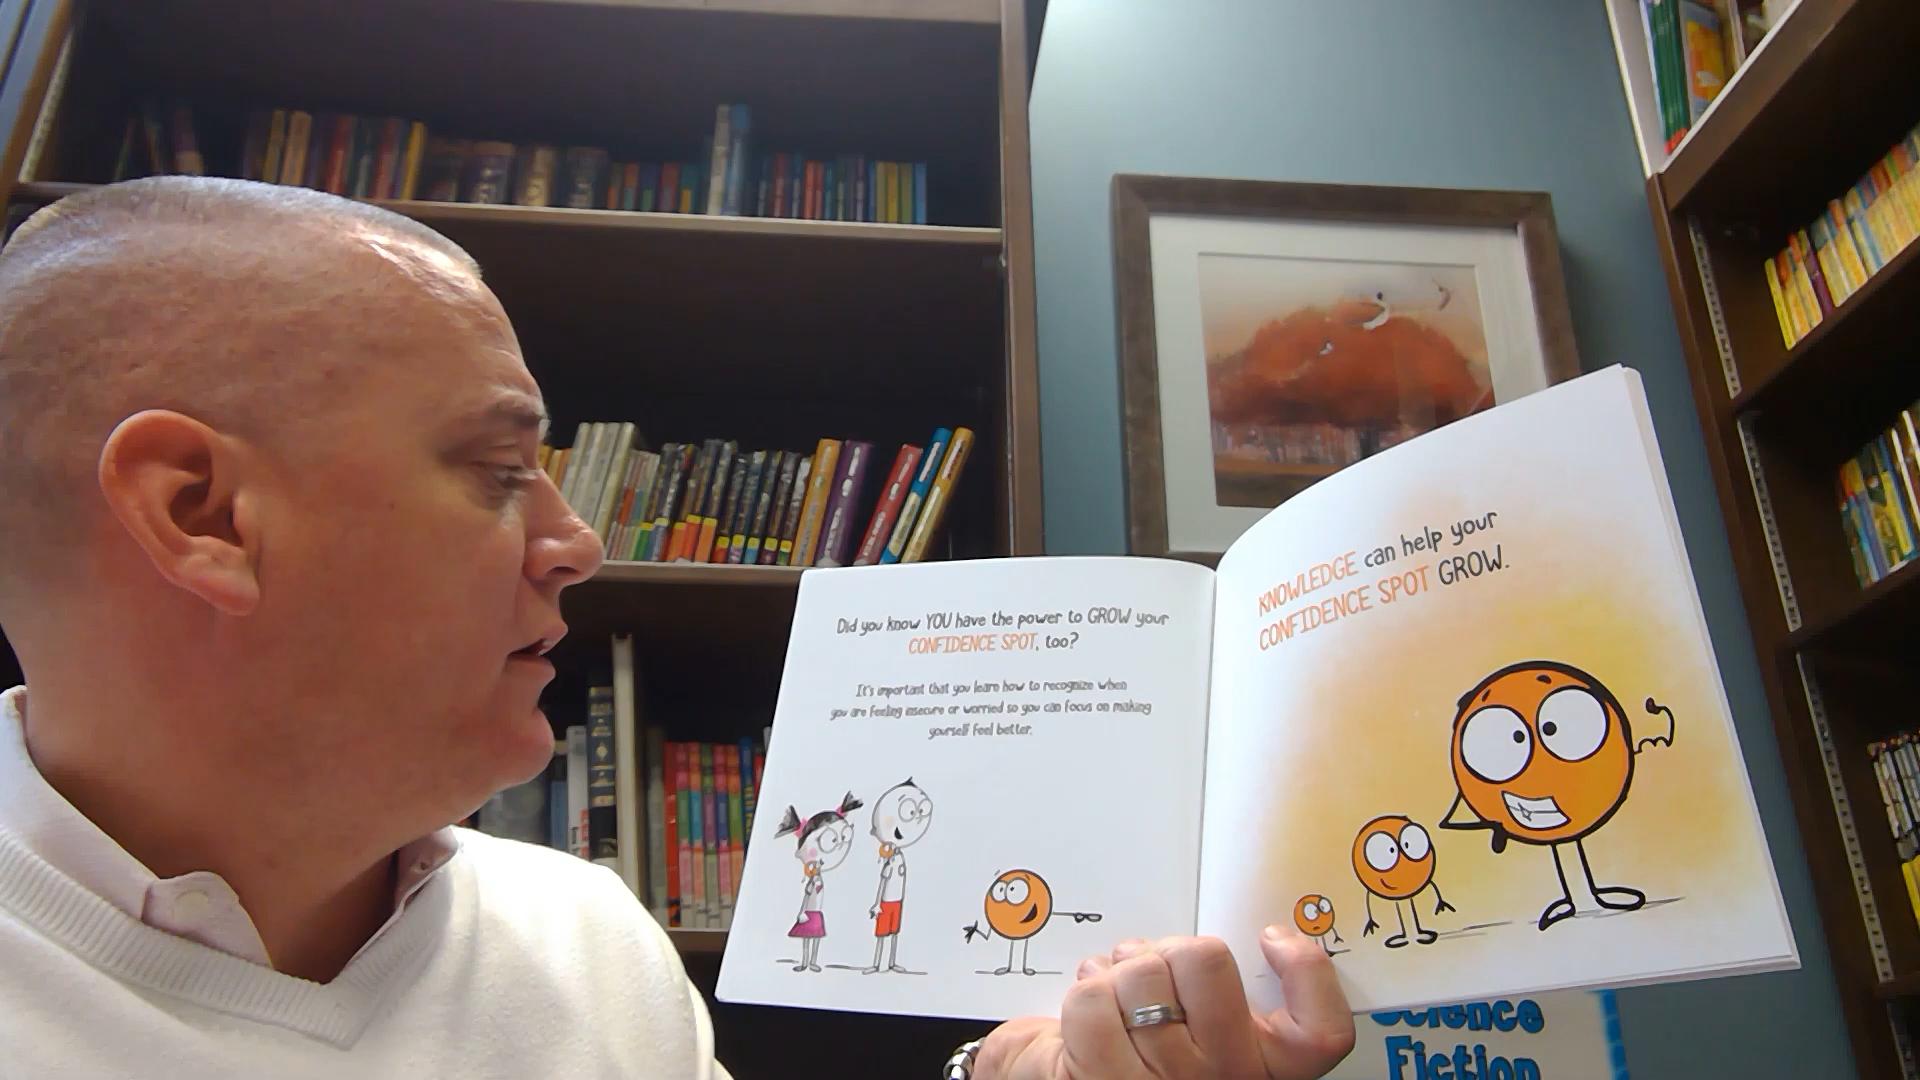 Did you know YOU have the power to GROW your
CONFIDENCE SPOT, too?
It's important that you learn how to recognize when
you are feeling insecure or worried so you can focus on making
yourself feel better.
KNOWLEDGE can help your
CONFIDENCE SPOT GROW.
Science
Fiction